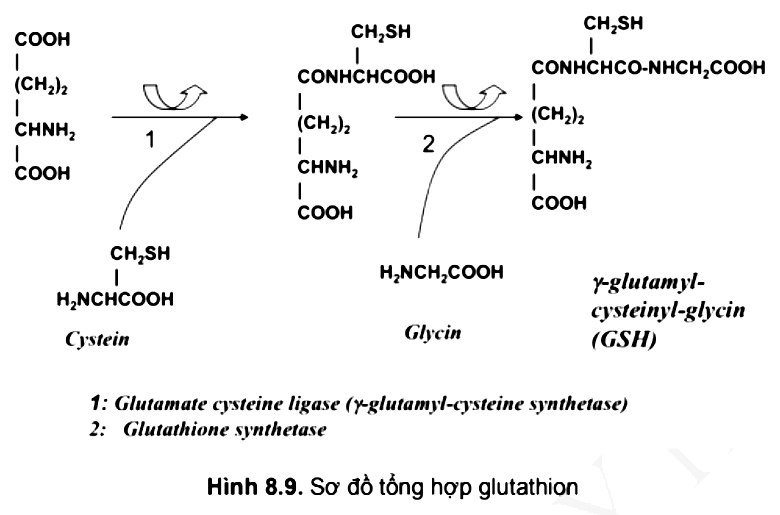 COOH
(CH₂)₂
CHNH₂
COOH
1
CH₂SH
H₂NCHCOOH
Cystein
CH₂SH
CONHCHCOOH
(CH₂)₂
CHNH₂
COOH
2
H₂NCH₂COOH
Glycin
CH₂SH
CONHCHCO-NHCH₂COOH
(CH₂)₂
CHNH₂
COOH
γ-glutamyl-
cysteinyl-glycin
(GSH)
1: Glutamate cysteine ligase (γ-glutamyl-cysteine synthetase)
2: Glutathione synthetase
Hình 8.9. Sơ đồ tổng hợp glutathion